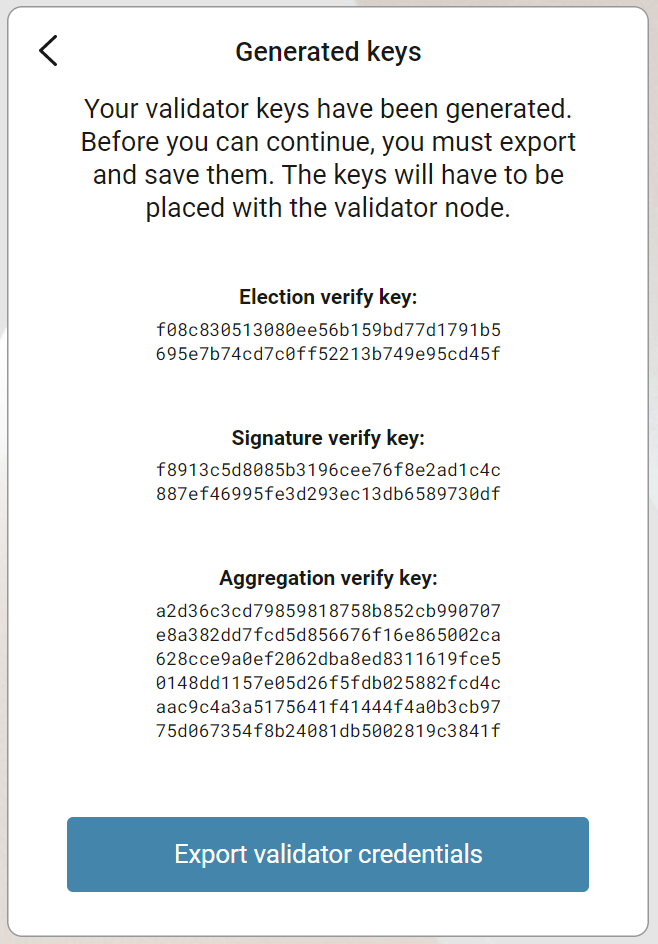 Generated keys
Your validator keys have been generated.
Before you can continue, you must export
and save them. The keys will have to be
placed with the validator node.
Election verify key:
f08c830513080ee56b159bd77d1791b5
695e7b74cd7c0ff52213b749e95cd45f
Signature verify key:
f8913c5d8085b3196cee76f8e2ad1c4c
887ef46995fe3d293ec13db6589730df
Aggregation verify key:
a2d36c3cd79859818758b852cb990707
e8a382dd7fcd5d856676f16e865002ca
628cce9a0ef2062dba8ed8311619fce5
0148dd1157e05d26f5fdb025882fcd4c
aac9c4a3a5175641f41444f4a0b3cb97
75d067354f8b24081db5002819c3841f
Export validator credentials